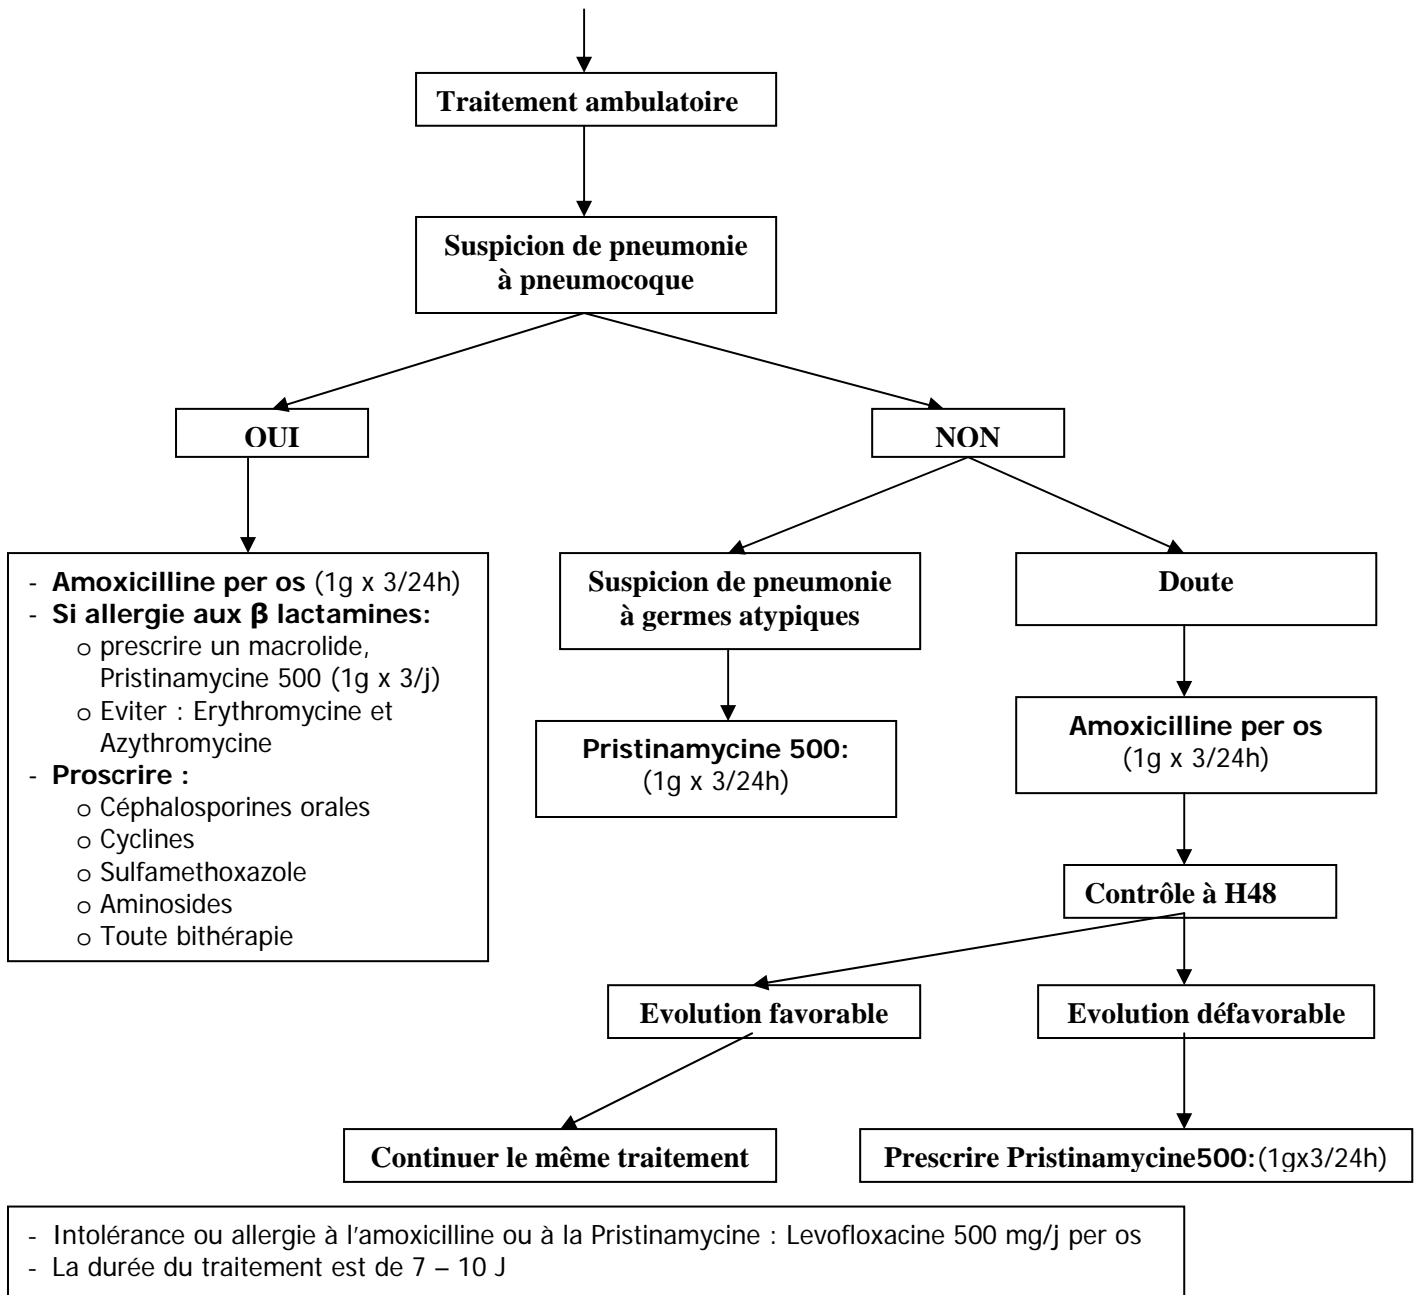 Traitement ambulatoire
Suspicion de pneumonie
à pneumocoque
OUI
NON
- Amoxicilline per os (1g x 3/24h)
- Si allergie aux β lactamines:
o prescrire un macrolide,
Pristinamycine 500 (1g x 3/j)
o Eviter : Erythromycine et
Azythromycine
- Proscrire :
o Céphalosporines orales
o Cyclines
o Sulfamethoxazole
o Aminosides
o Toute bithérapie
Suspicion de pneumonie
à germes atypiques
Doute
Pristinamycine 500:
(1g x 3/24h)
Amoxicilline per os
(1g x 3/24h)
Contrôle à H48
Evolution favorable
Evolution défavorable
Continuer le même traitement
Prescrire Pristinamycine500:(1gx3/24h)
- Intolérance ou allergie à l'amoxicilline ou à la Pristinamycine : Levofloxacine 500 mg/j per os
- La durée du traitement est de 7 – 10 J